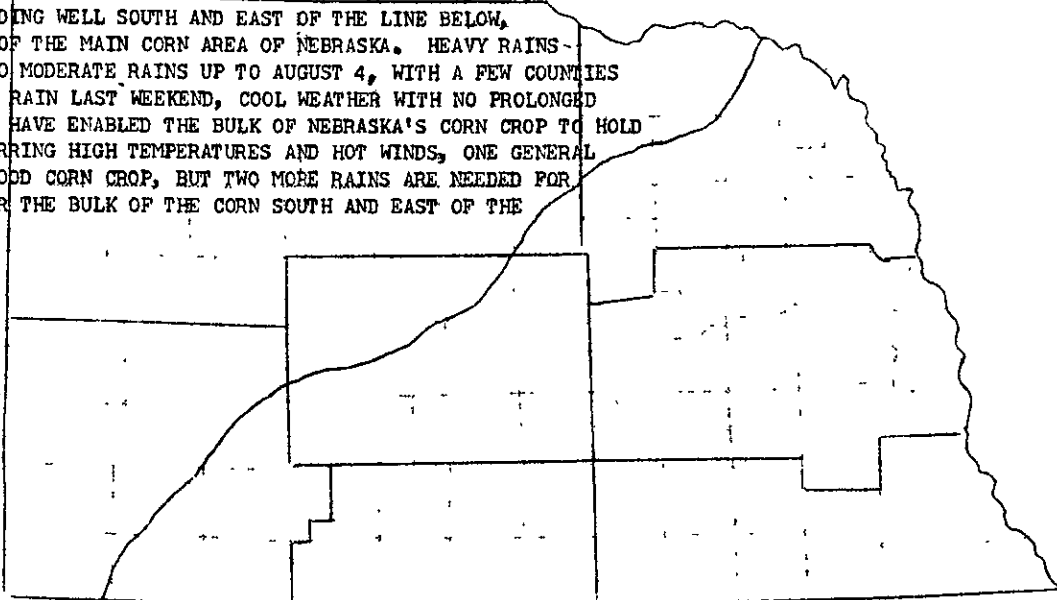 DING WELL SOUTH AND EAST OF THE LINE BELOW,
OF THE MAIN CORN AREA OF NEBRASKA. HEAVY RAINS-
O MODERATE RAINS UP TO AUGUST 4, WITH A FEW COUNTIES
RAIN LAST WEEKEND, COOL WEATHER WITH NO PROLONGED
HAVE ENABLED THE BULK OF NEBRASKA'S CORN CROP TO HOLD
RRING HIGH TEMPERATURES AND HOT WINDS, ONE GENERAL
OOD CORN CROP, BUT TWO MORE RAINS ARE NEEDED FOR
R THE BULK OF THE CORN SOUTH AND EAST OF THE